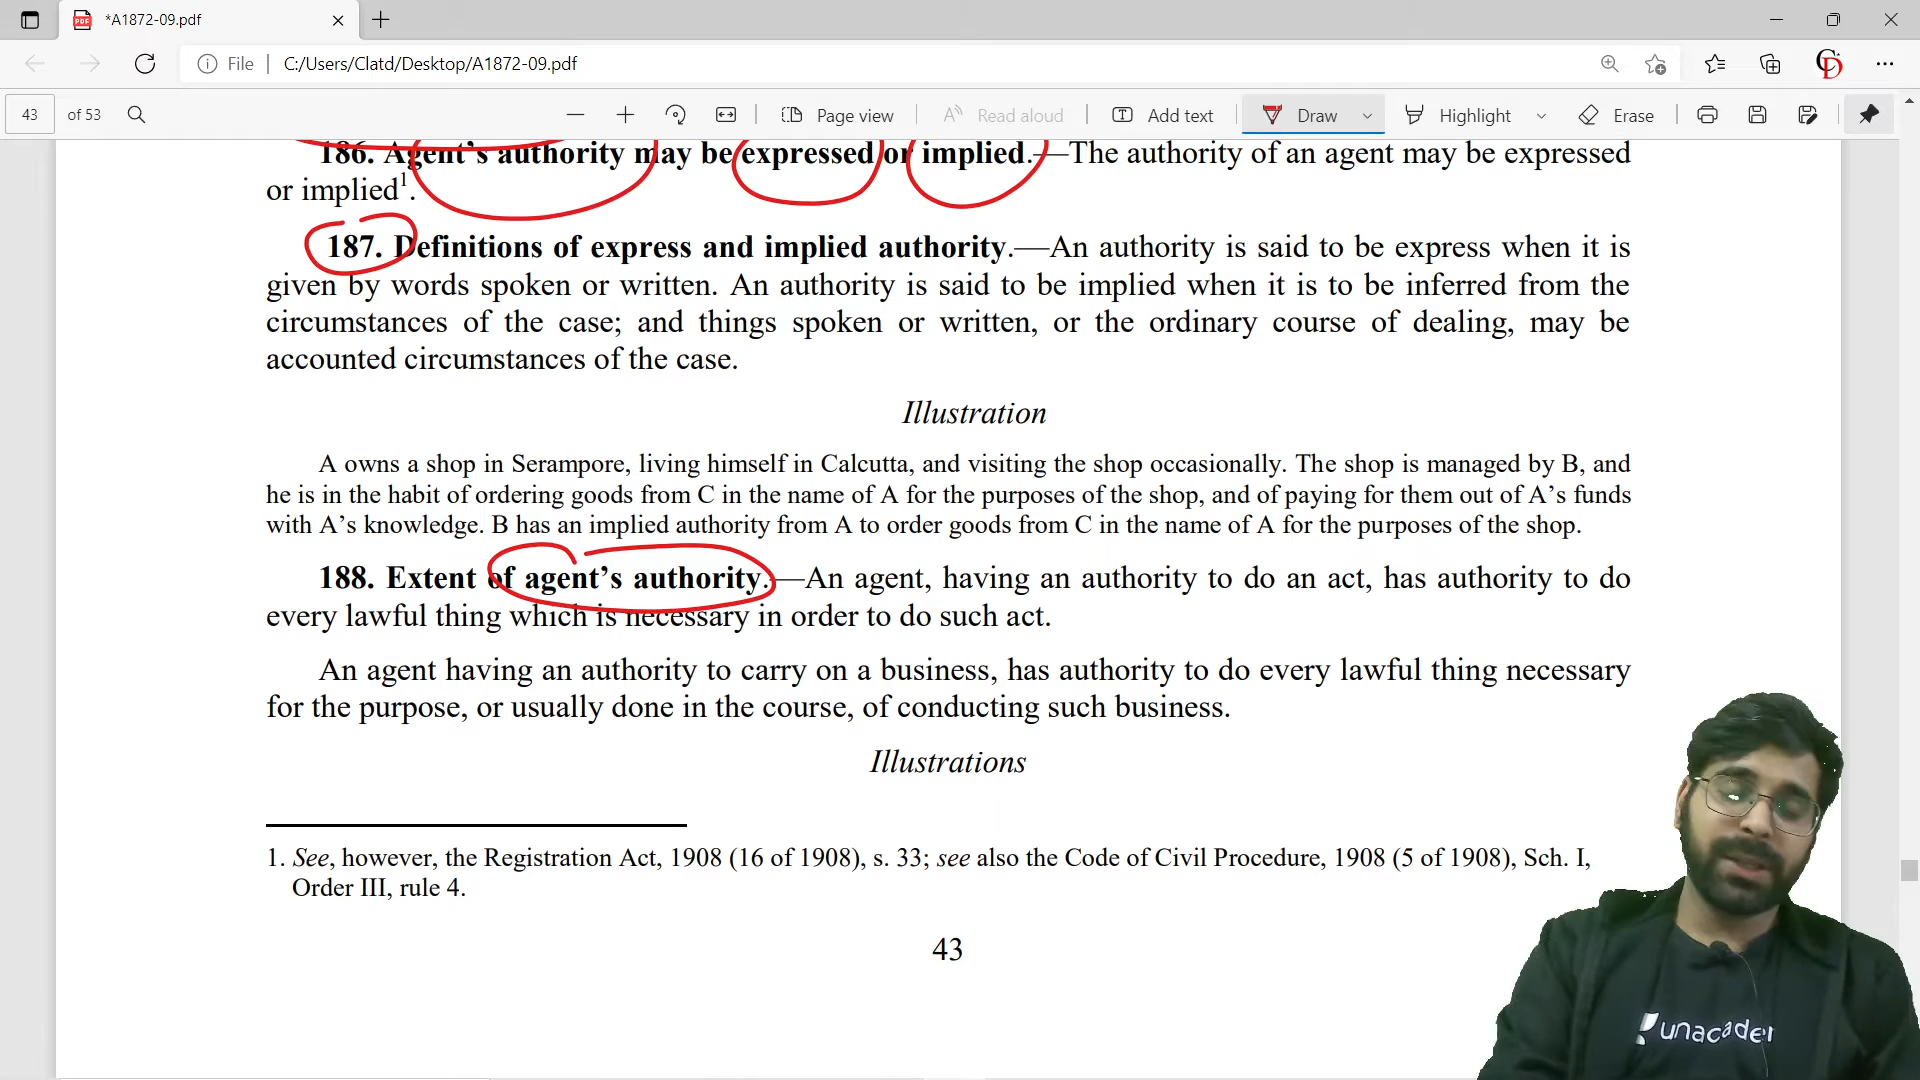 *A1872-09.pdf
File
C:/Users/Clatd/Desktop/A1872-09.pdf
CD
43 of 53
Page view
Read aloud
Add text
Draw
Highlight
Erase
186. Agent’s authority may be expressed or implied.—The authority of an agent may be expressed
or implied1.
187. Definitions of express and implied authority.—An authority is said to be express when it is
given by words spoken or written. An authority is said to be implied when it is to be inferred from the
circumstances of the case; and things spoken or written, or the ordinary course of dealing, may be
accounted circumstances of the case.
Illustration
A owns a shop in Serampore, living himself in Calcutta, and visiting the shop occasionally. The shop is managed by B, and
he is in the habit of ordering goods from C in the name of A for the purposes of the shop, and of paying for them out of A’s funds
with A’s knowledge. B has an implied authority from A to order goods from C in the name of A for the purposes of the shop.
188. Extent of agent’s authority.—An agent, having an authority to do an act, has authority to do
every lawful thing which is necessary in order to do such act.
An agent having an authority to carry on a business, has authority to do every lawful thing necessary
for the purpose, or usually done in the course, of conducting such business.
Illustrations
1. See, however, the Registration Act, 1908 (16 of 1908), s. 33; see also the Code of Civil Procedure, 1908 (5 of 1908), Sch. I,
Order III, rule 4.
43
unacader